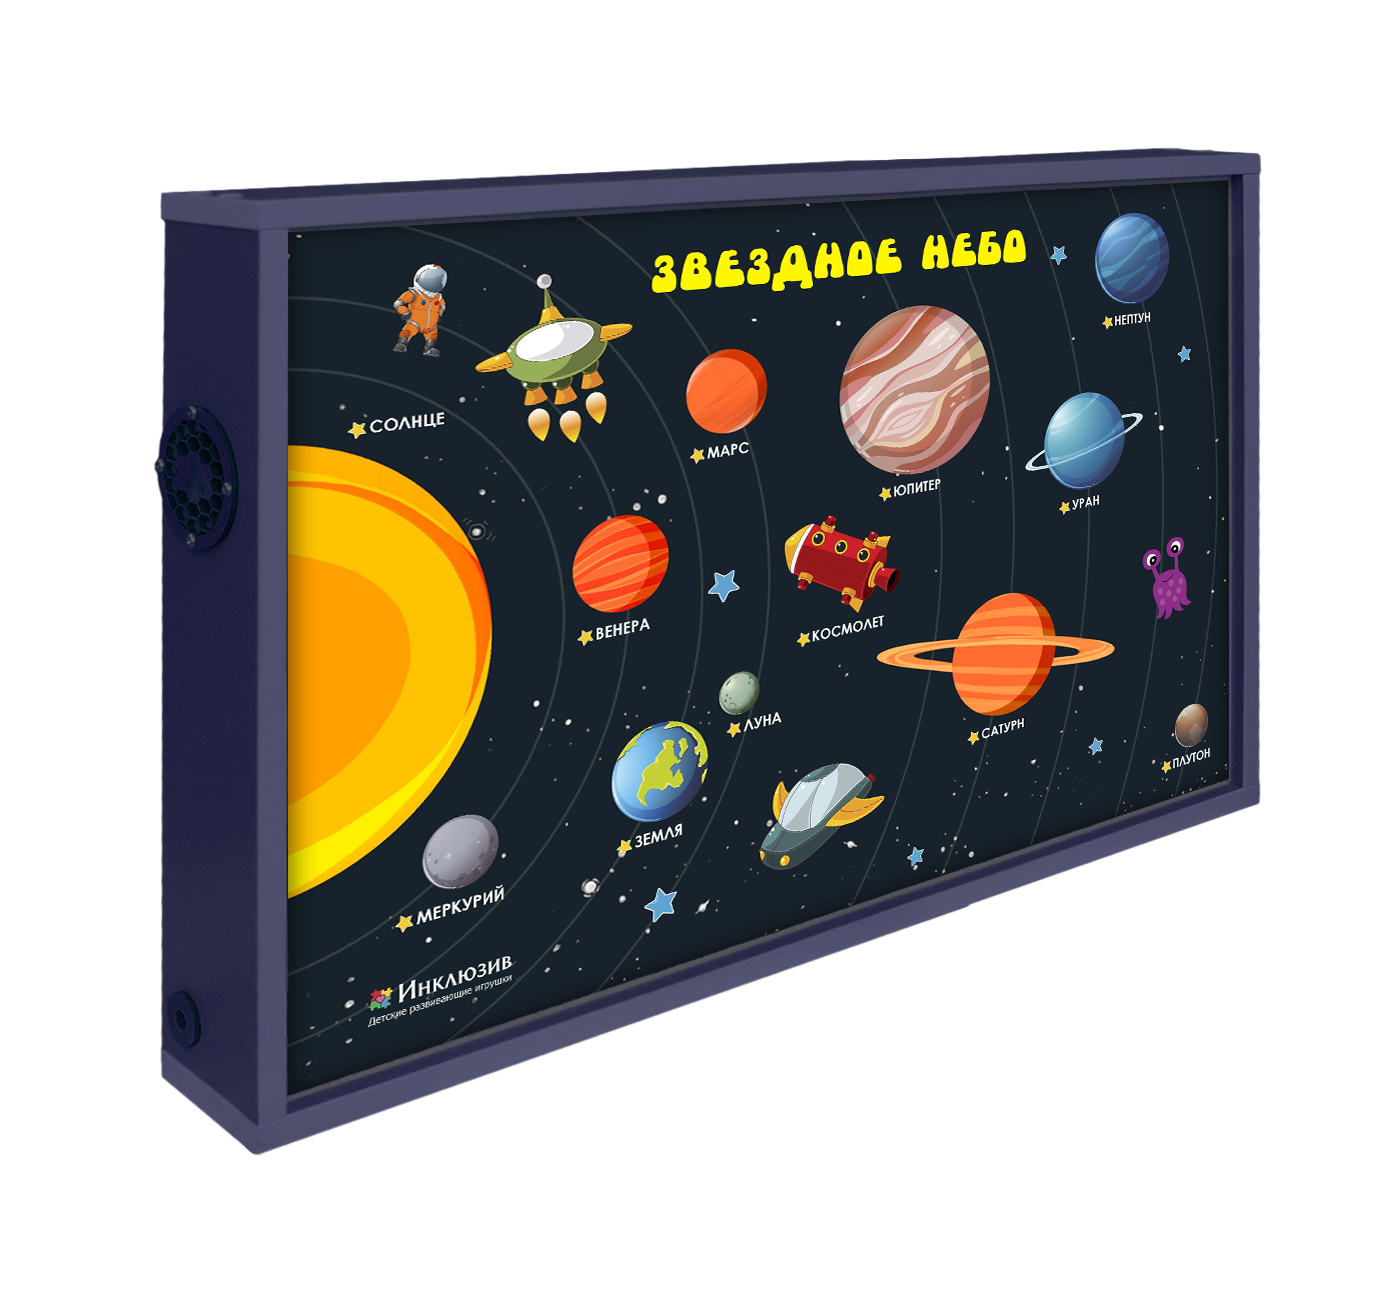 ЗВЕЗДНОЕ НЕБО
НЕПТУН
СОЛНЦЕ
МАРС
ЮПИТЕР
УРАН
ВЕНЕРА
КОСМОЛЕТ
ЛУНА
САТУРН
ПЛУТОН
ЗЕМЛЯ
МЕРКУРИЙ
Инклюзив
Детские развивающие игрушки